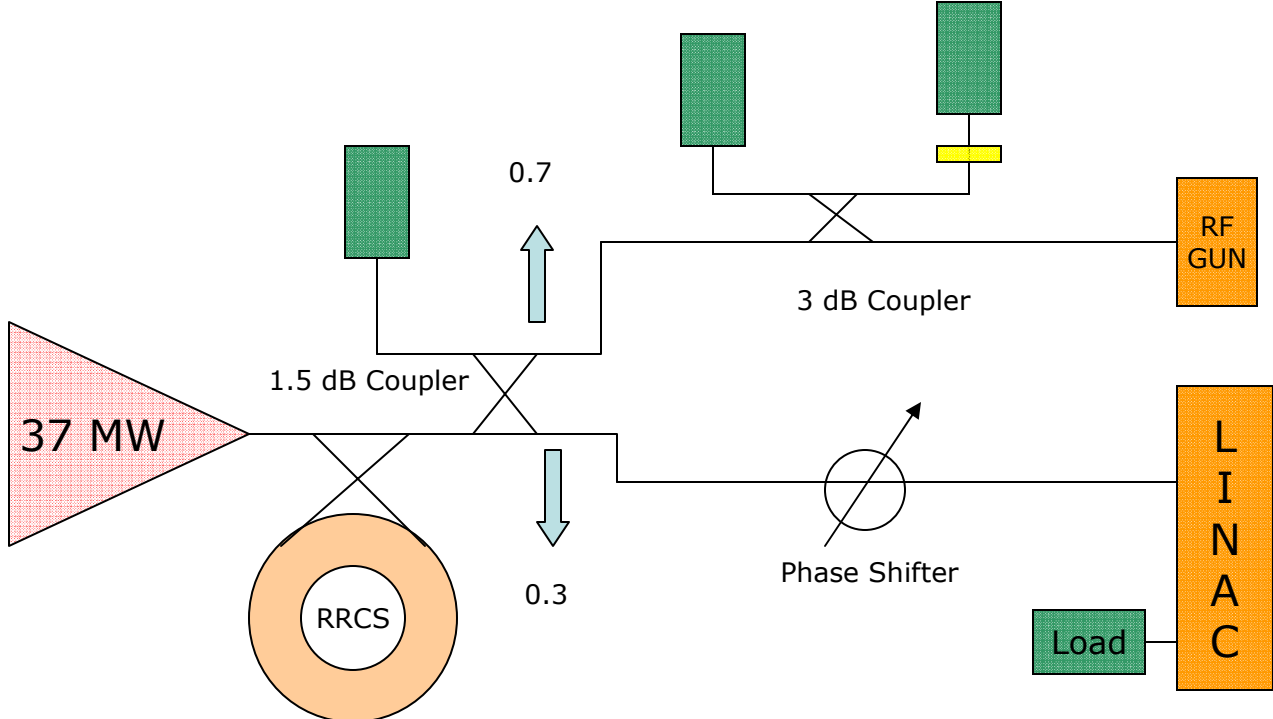 0.7
RF
GUN
3 dB Coupler
1.5 dB Coupler
37 MW
L
I
N
A
C
Phase Shifter
0.3
RRCS
Load